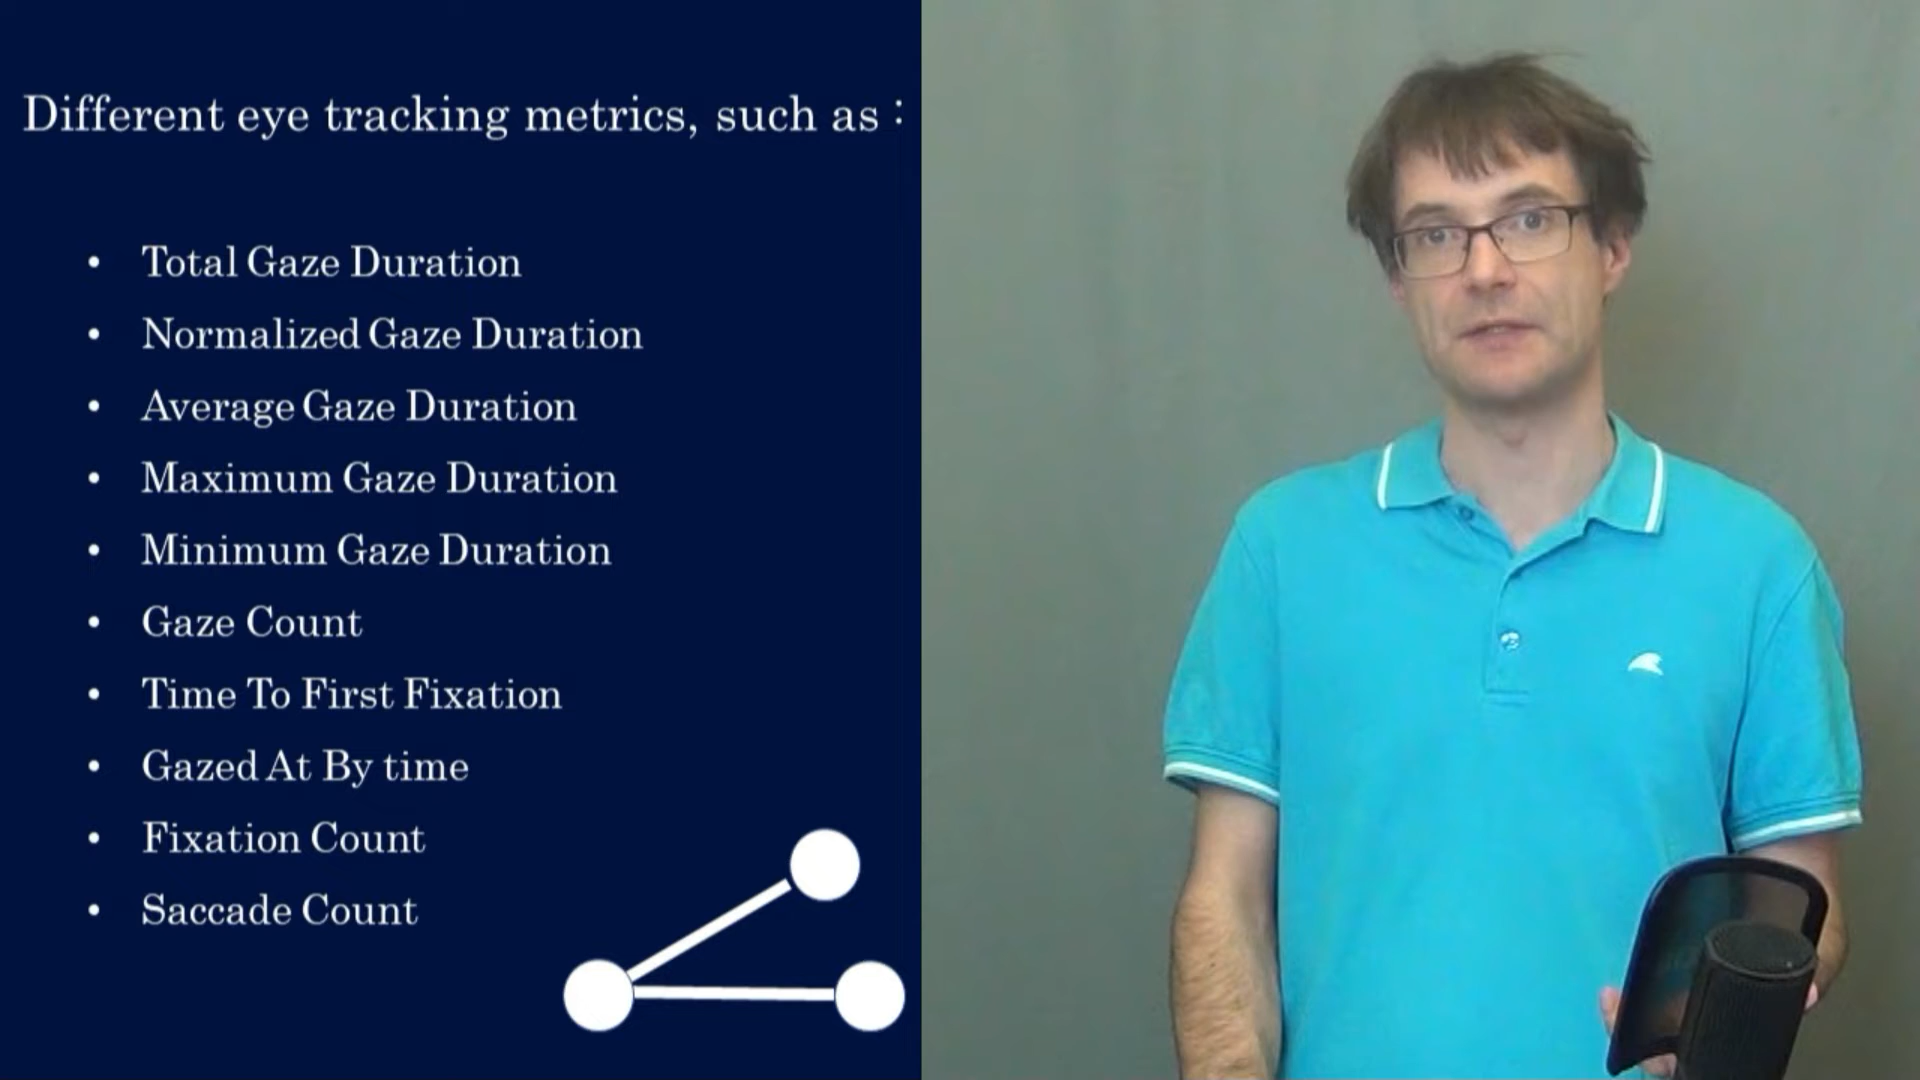 Different eye tracking metrics, such as :
• Total Gaze Duration
• Normalized Gaze Duration
• Average Gaze Duration
• Maximum Gaze Duration
• Minimum Gaze Duration
• Gaze Count
• Time To First Fixation
• Gazed At By time
• Fixation Count
• Saccade Count